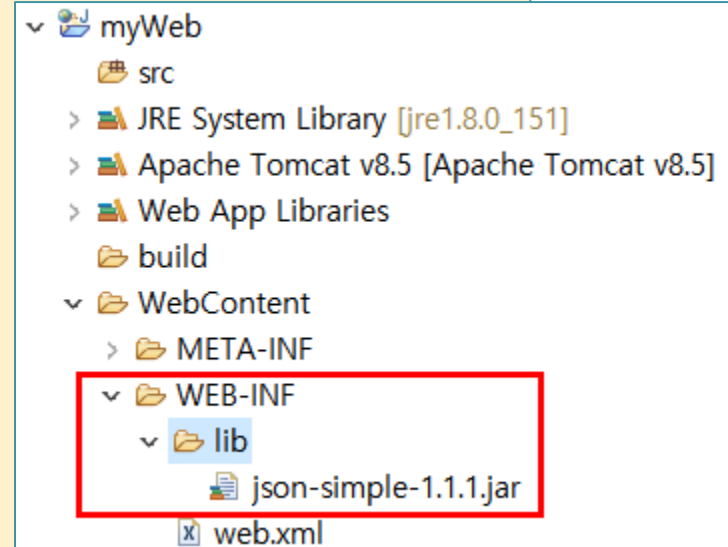 myWeb
src
JRE System Library [jre1.8.0_151]
Apache Tomcat v8.5 [Apache Tomcat v8.5]
Web App Libraries
build
WebContent
META-INF
WEB-INF
lib
json-simple-1.1.1.jar
web.xml